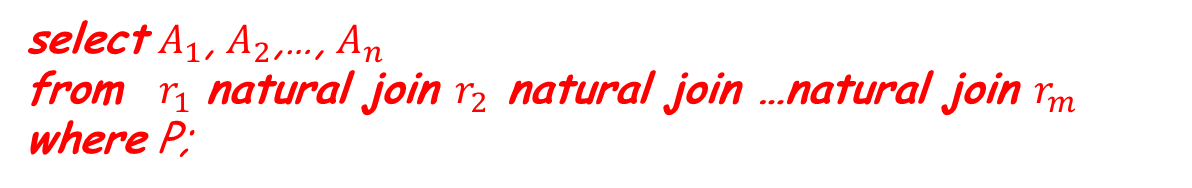 select A₁, A₂,…, Aₙ
from r₁ natural join r₂ natural join …natural join rₘ
where P;